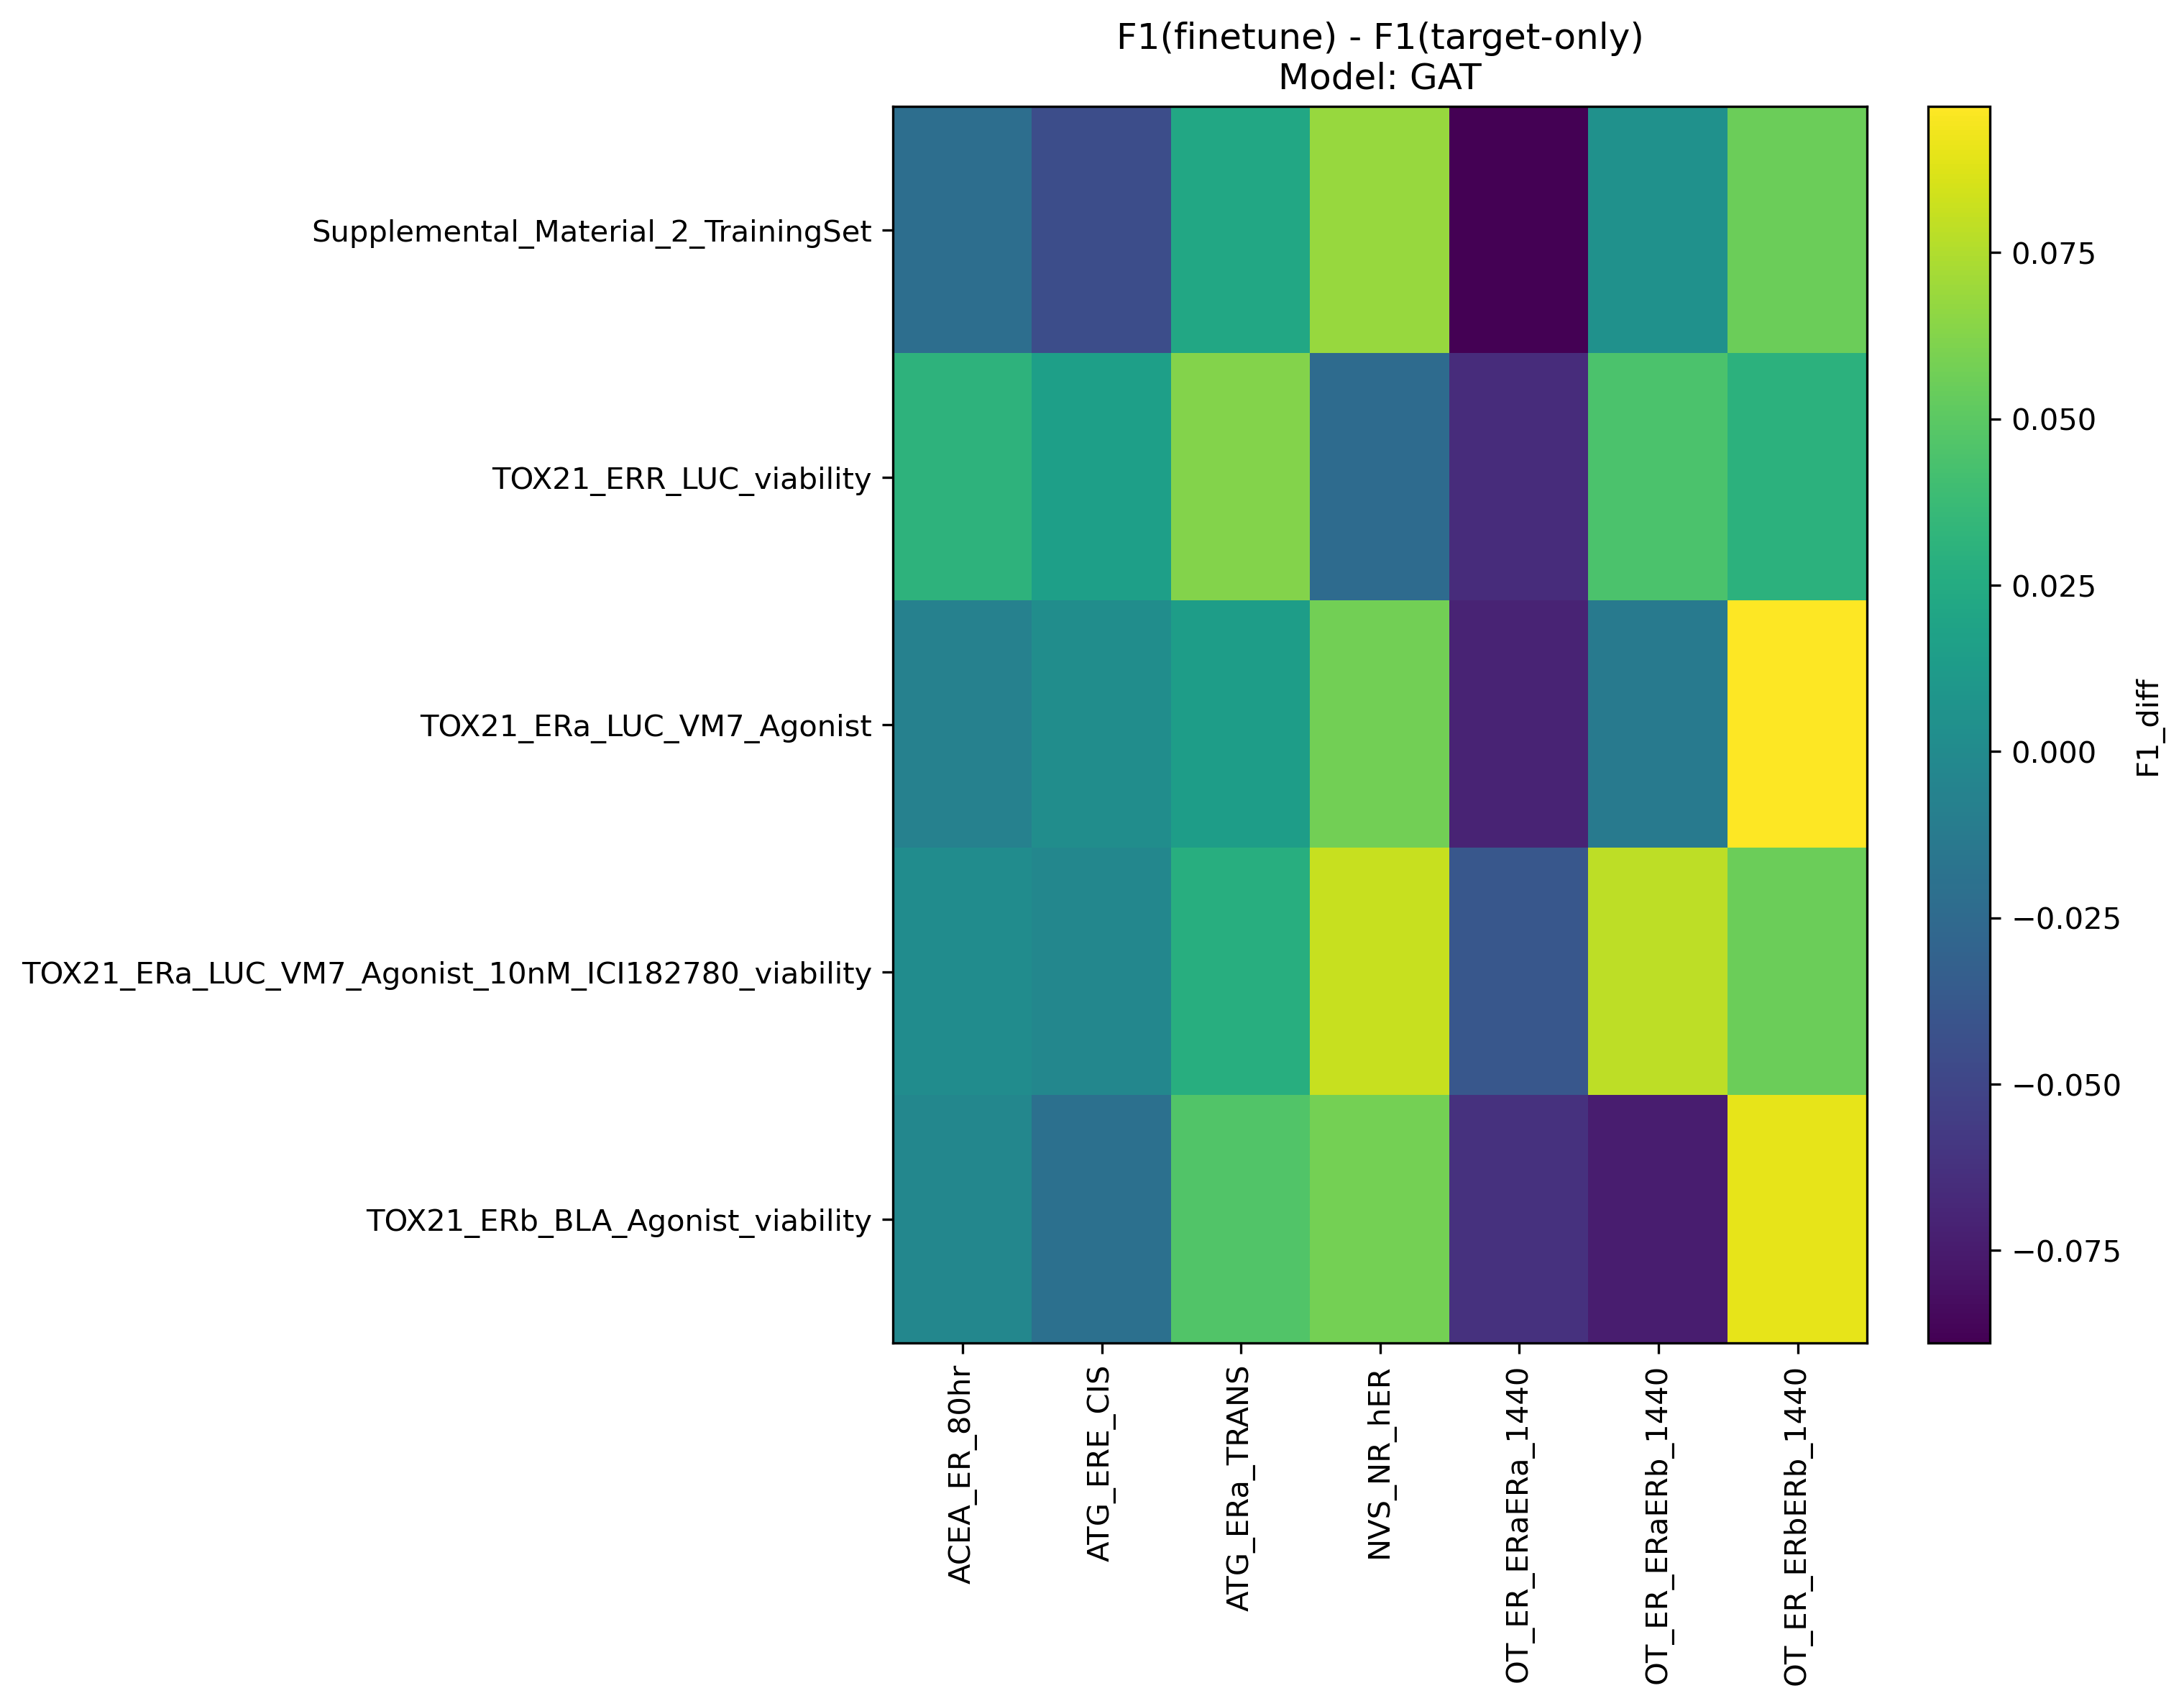 F1(finetune) - F1(target-only)
Model: GAT
Supplemental_Material_2_TrainingSet
TOX21_ERR_LUC_viability
TOX21_ERa_LUC_VM7_Agonist
TOX21_ERa_LUC_VM7_Agonist_10nM_ICI182780_viability
TOX21_ERb_BLA_Agonist_viability
ACEA_ER_80hr
ATG_ERE_CIS
ATG_ERa_TRANS
NVS_NR_hER
OT_ER_ERaERa_1440
OT_ER_ERaERb_1440
OT_ER_ERbERb_1440
0.075
0.050
0.025
0.000
−0.025
−0.050
−0.075
F1_diff